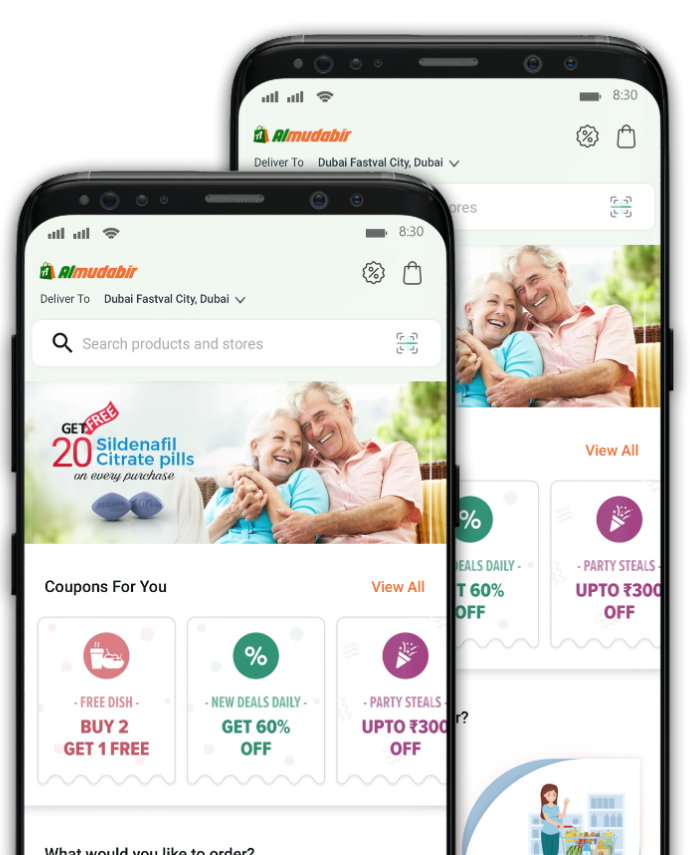 8:30
Almudabir
Deliver To Dubai Fastval City, Dubai
ores
View All
%
EALS DAILY -
T 60%
OFF
- PARTY STEALS -
UPTO ₹300
OFF
r?
8:30
Almudabir
Deliver To Dubai Fastval City, Dubai
Search products and stores
GET FREE
20 Sildenafil
Citrate pills
on every purchase
Coupons For You
View All
- FREE DISH -
BUY 2
GET 1 FREE
%
- NEW DEALS DAILY -
GET 60%
OFF
- PARTY STEALS -
UPTO ₹300
OFF
What would you like to order?